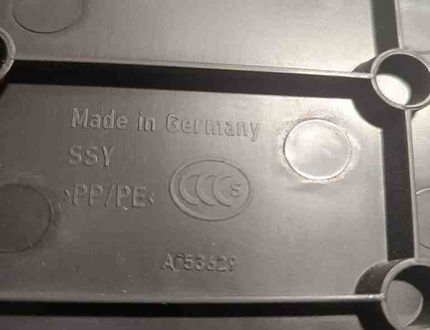 Made in Germany
SSY
>PP/PE<
CCC S
AC53629